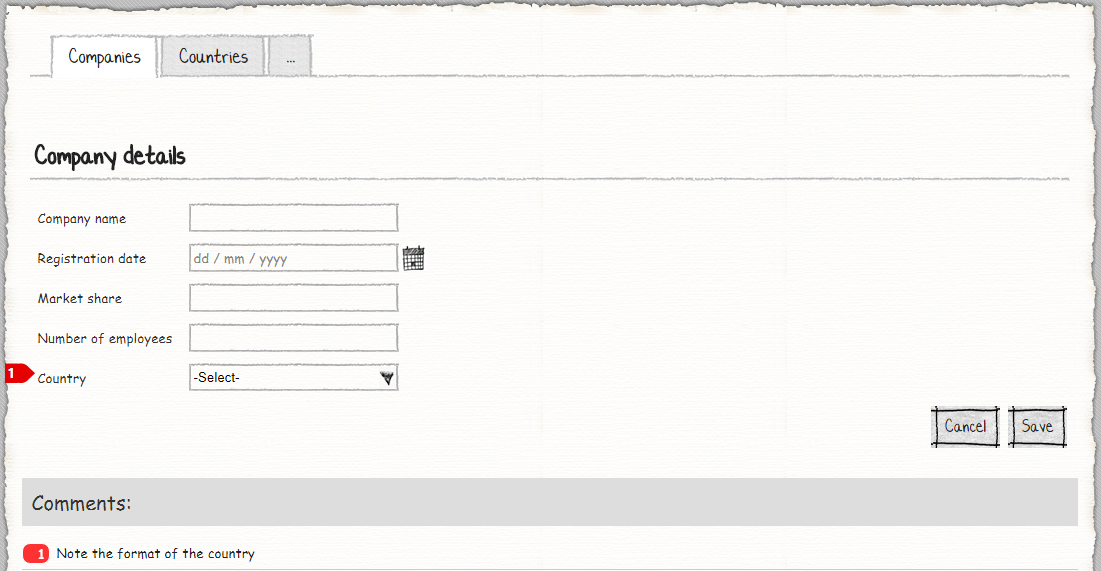 Companies Countries ...
Company details
Company name
Registration date dd / mm / yyyy
Market share
Number of employees
1 Country -Select-
Cancel Save
Comments:
1 Note the format of the country